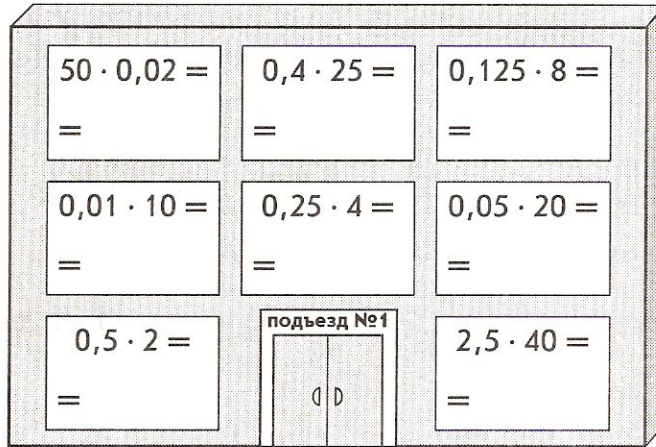 50 · 0,02 =
=
0,4 · 25 =
=
0,125 · 8 =
=
0,01 · 10 =
=
0,25 · 4 =
=
0,05 · 20 =
=
0,5 · 2 =
=
подъезд №1
2,5 · 40 =
=